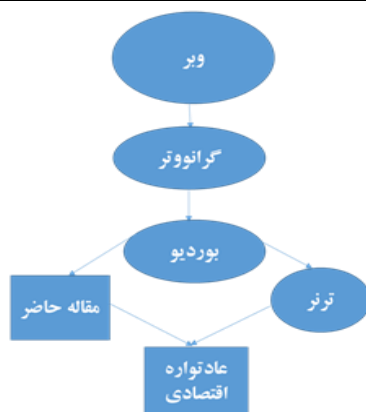 وبر
گرانووتر
بوردیو
ترنر
مقاله حاضر
عادتواره
اقتصادی